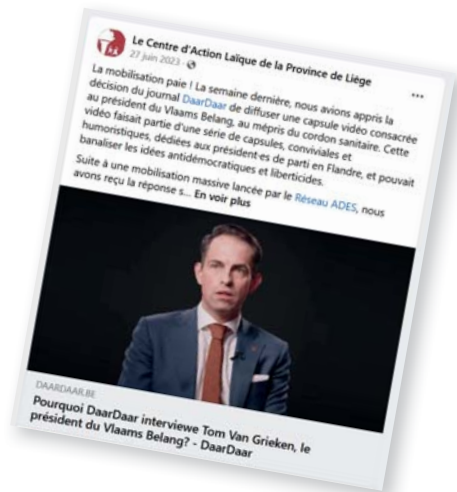 Le Centre d'Action Laïque de la Province de Liège
27 juin 2023 ·
...
La mobilisation paie ! La semaine dernière, nous avions appris la
décision du journal DaarDaar de diffuser une capsule vidéo consacrée
au président du Vlaams Belang, au mépris du cordon sanitaire. Cette
vidéo faisait partie d'une série de capsules, conviviales et
humoristiques, dédiées aux président·es de parti en Flandre, et pouvait
banaliser les idées antidémocratiques et liberticides.
Suite à une mobilisation massive lancée par le Réseau ADES, nous
avons reçu la réponse s... En voir plus
DAARDAAR.BE
Pourquoi DaarDaar interviewe Tom Van Grieken, le
président du Vlaams Belang? - DaarDaar